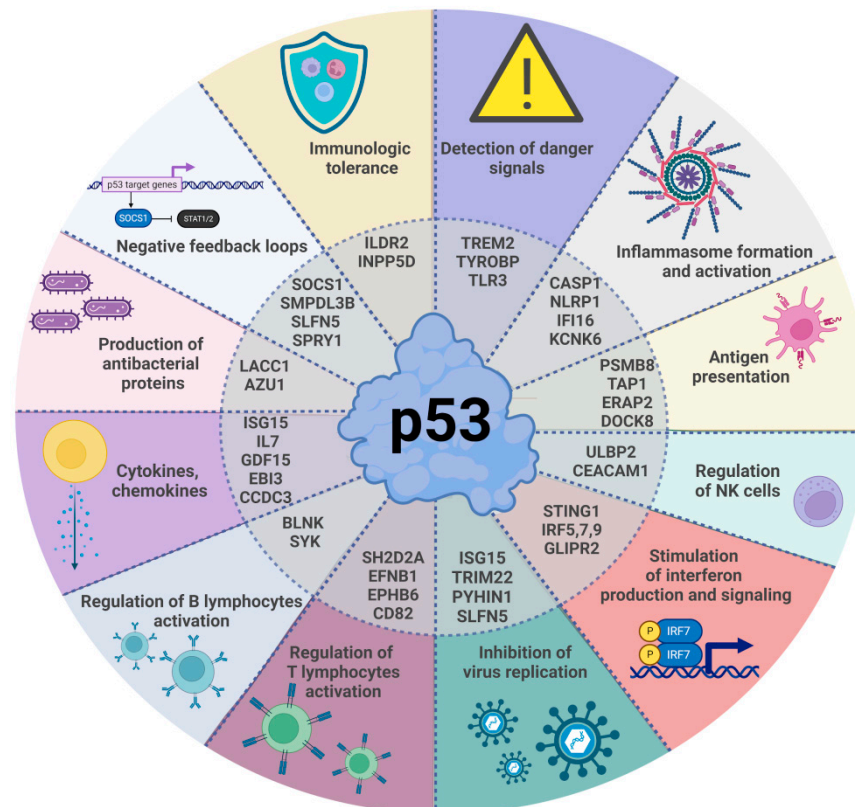 Immunologic
tolerance
ILDR2
INPP5D
Detection of danger
signals
TREM2
TYROBP
TLR3
Inflammasome formation
and activation
CASP1
NLRP1
IFI16
KCNK6
Antigen
presentation
PSMB8
TAP1
ERAP2
DOCK8
Regulation
of NK cells
ULBP2
CEACAM1
Stimulation
of interferon
production and signaling
STING1
IRF5,7,9
GLIPR2
P
IRF7
P
IRF7
Inhibition of
virus replication
ISG15
TRIM22
PYHIN1
SLFN5
Regulation of
T lymphocytes
activation
SH2D2A
EFNB1
EPHB6
CD82
Regulation of B lymphocytes
activation
BLNK
SYK
Cytokines,
chemokines
ISG15
IL7
GDF15
EBI3
CCDC3
Production of
antibacterial
proteins
LACC1
AZU1
p53 target genes
SOCS1
STAT1/2
Negative feedback loops
SOCS1
SMPDL3B
SLFN5
SPRY1
p53